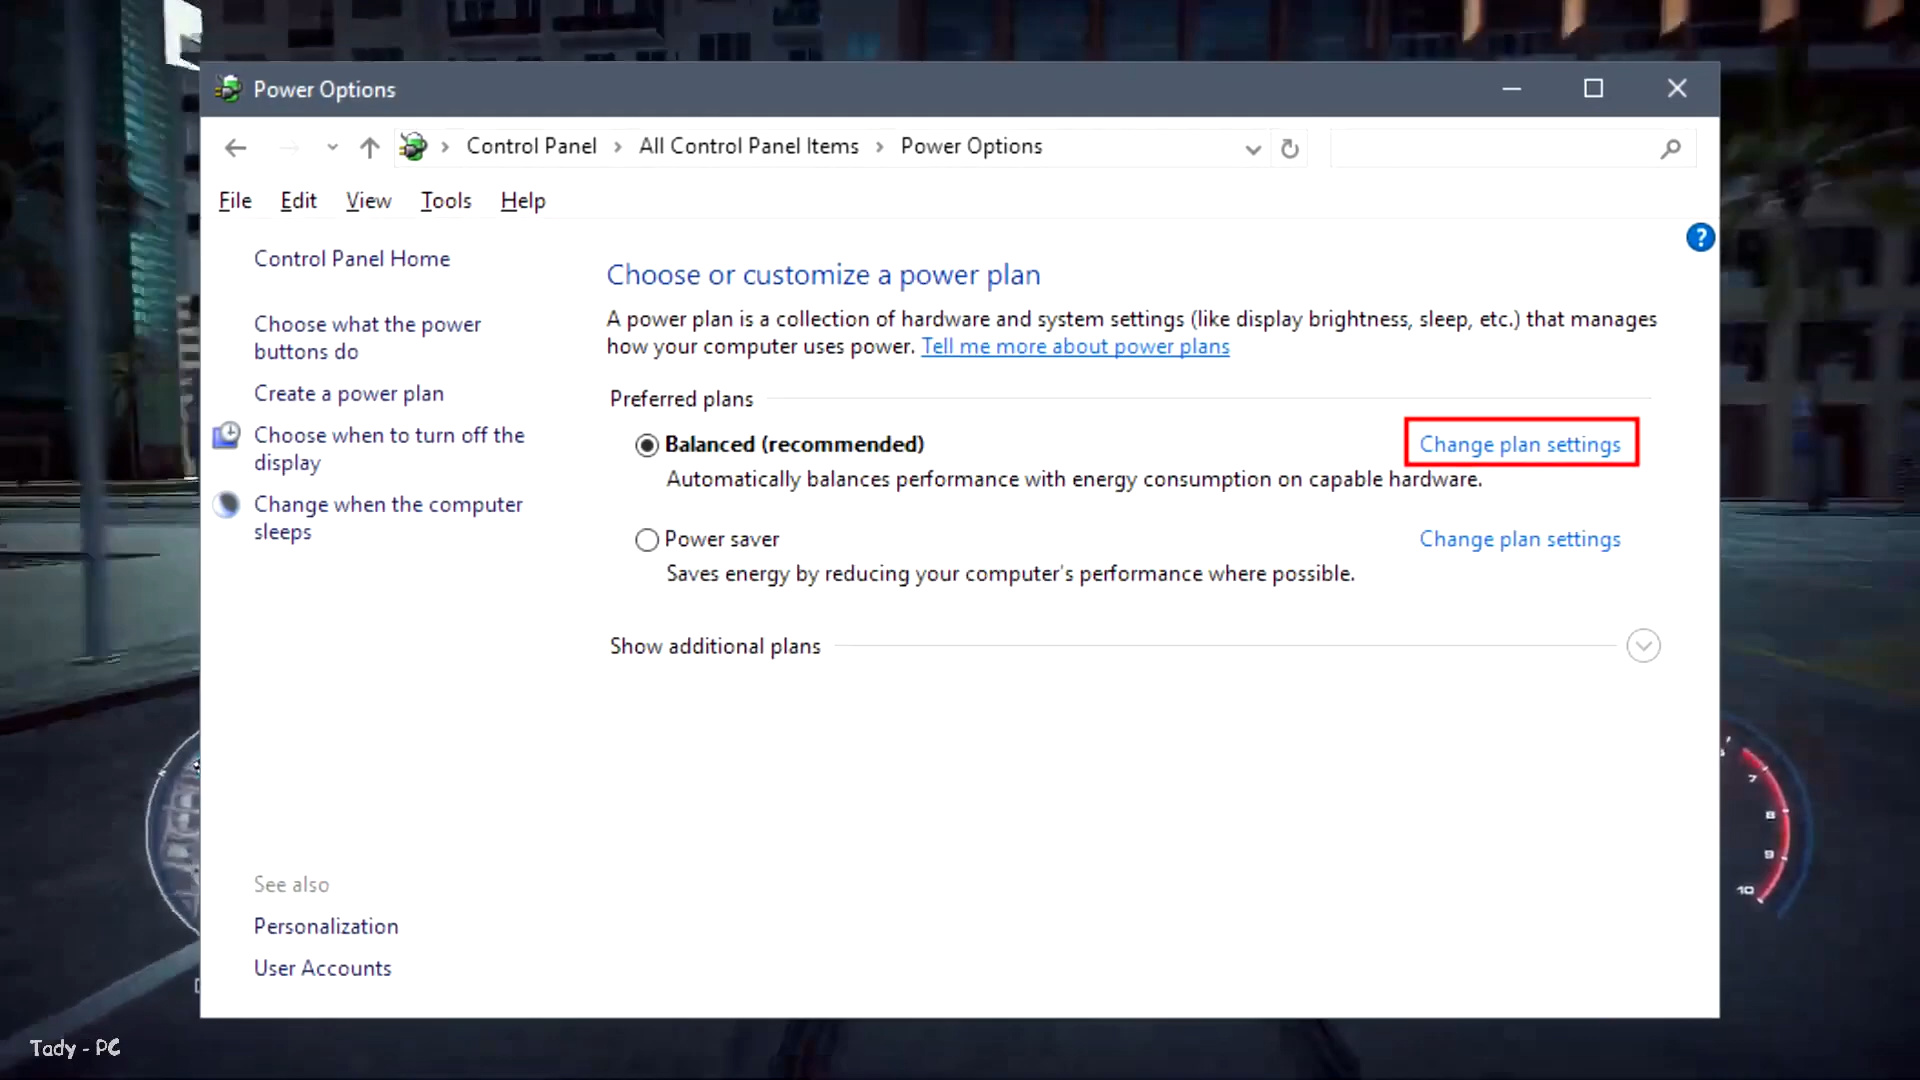 Power Options
Control Panel > All Control Panel Items > Power Options
File Edit View Tools Help
?
Control Panel Home
Choose what the power
buttons do
Create a power plan
Choose when to turn off the
display
Change when the computer
sleeps
Choose or customize a power plan
A power plan is a collection of hardware and system settings (like display brightness, sleep, etc.) that manages
how your computer uses power. Tell me more about power plans
Preferred plans
Balanced (recommended) Change plan settings
Automatically balances performance with energy consumption on capable hardware.
Power saver Change plan settings
Saves energy by reducing your computer's performance where possible.
Show additional plans
See also
Personalization
User Accounts
7
8
9
10
Tady - PC